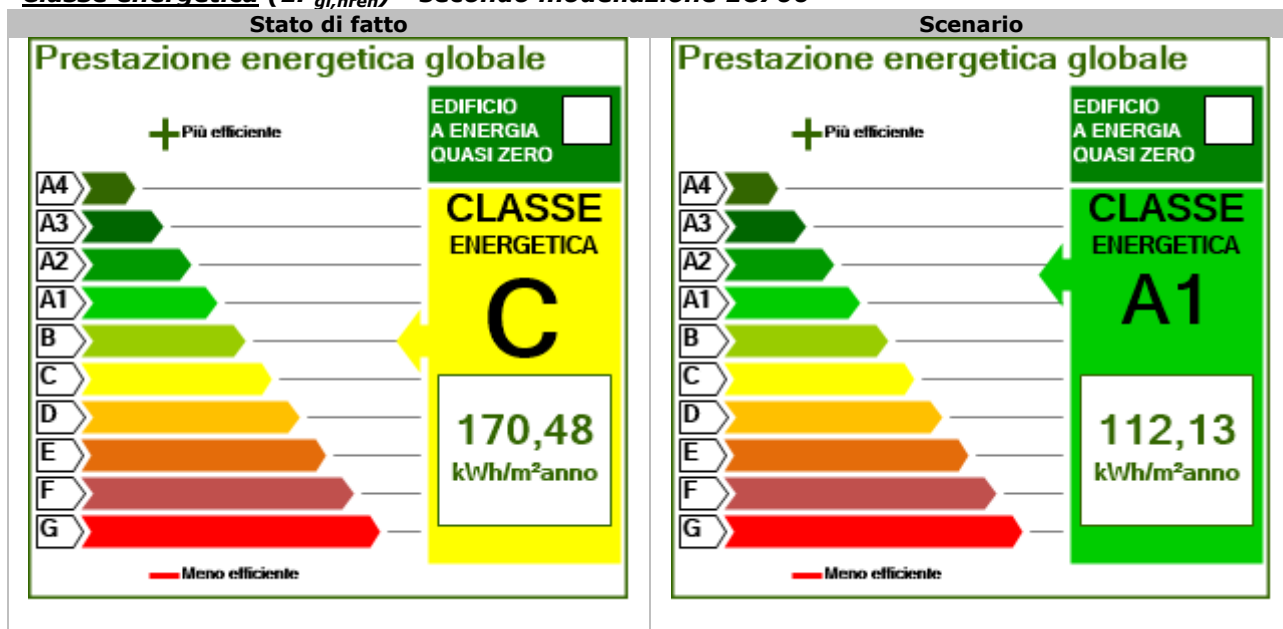 Stato di fatto
Prestazione energetica globale
Più efficiente
EDIFICIO
A ENERGIA
QUASI ZERO
A4
A3
A2
A1
B
C
D
E
F
G
CLASSE
ENERGETICA
C
170,48
kWh/m²anno
Meno efficiente
Scenario
Prestazione energetica globale
Più efficiente
EDIFICIO
A ENERGIA
QUASI ZERO
A4
A3
A2
A1
B
C
D
E
F
G
CLASSE
ENERGETICA
A1
112,13
kWh/m²anno
Meno efficiente